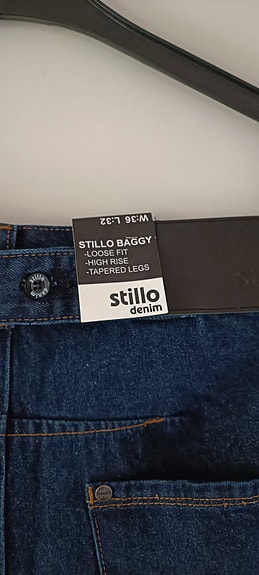 W:36 L:32
STILLO BAGGY
-LOOSE FIT
-HIGH RISE
-TAPERED LEGS
stillo
denim